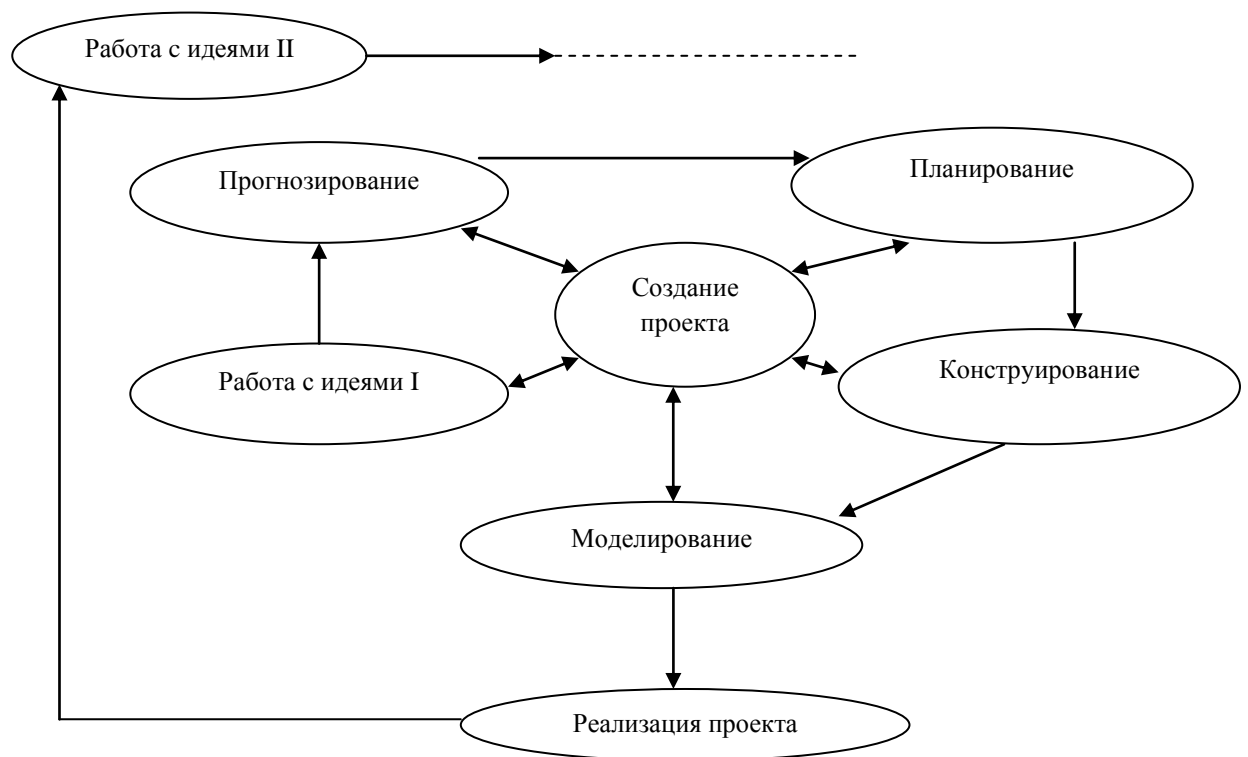 Работа с идеями II
Прогнозирование
Планирование
Создание
проекта
Работа с идеями I
Конструирование
Моделирование
Реализация проекта